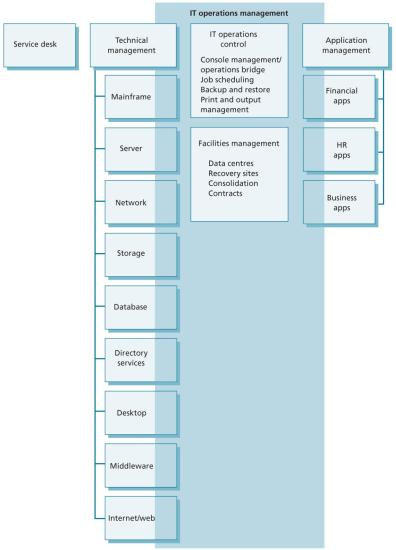 IT operations management
Service desk
Technical
management
Mainframe
Server
Network
Storage
Database
Directory
services
Desktop
Middleware
Internet/web
IT operations
control
Console management/
operations bridge
Job scheduling
Backup and restore
Print and output
management
Facilities management
Data centres
Recovery sites
Consolidation
Contracts
Application
management
Financial
apps
HR
apps
Business
apps